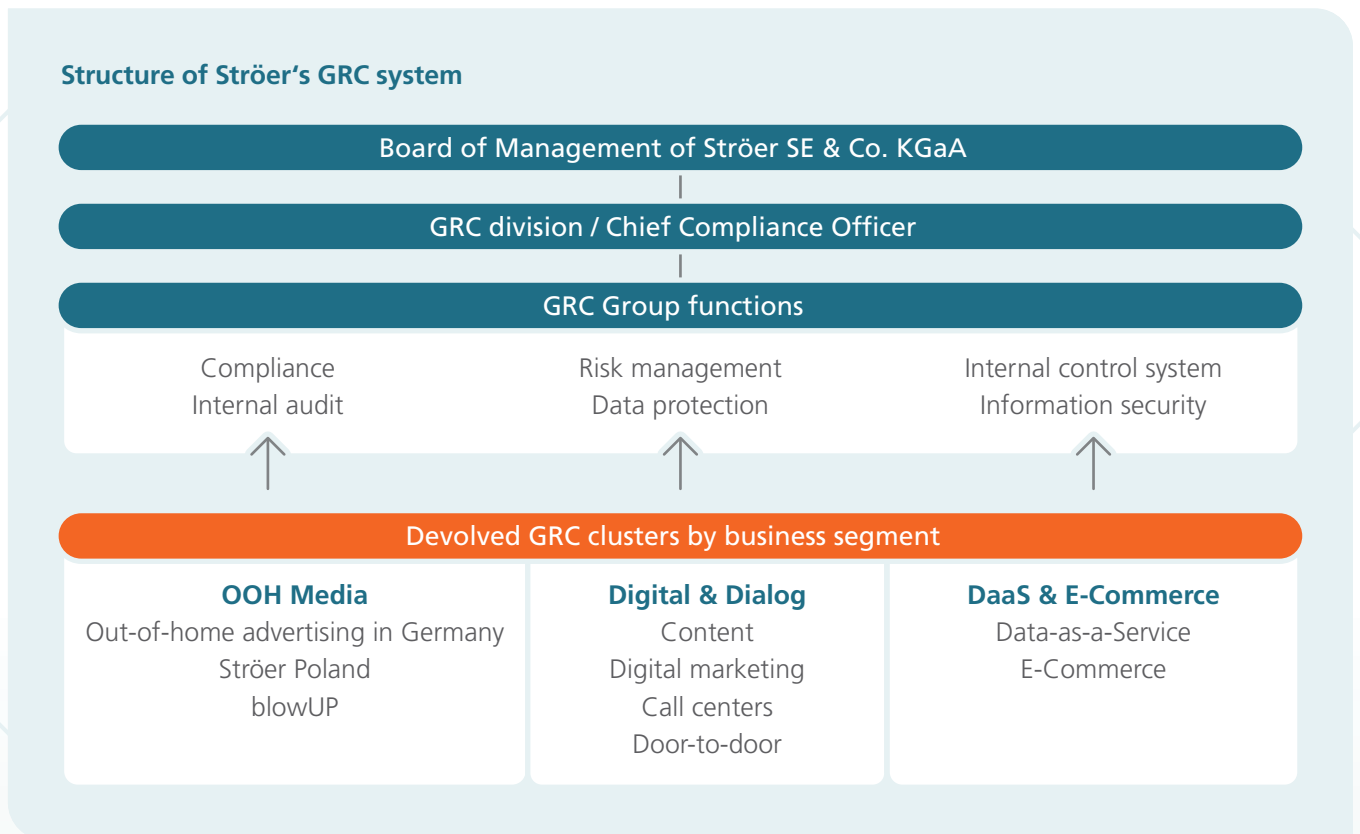 Structure of Ströer‘s GRC system
Board of Management of Ströer SE & Co. KGaA
GRC division / Chief Compliance Officer
GRC Group functions
Compliance
Internal audit
Risk management
Data protection
Internal control system
Information security
Devolved GRC clusters by business segment
OOH Media
Out-of-home advertising in Germany
Ströer Poland
blowUP
Digital & Dialog
Content
Digital marketing
Call centers
Door-to-door
DaaS & E-Commerce
Data-as-a-Service
E-Commerce